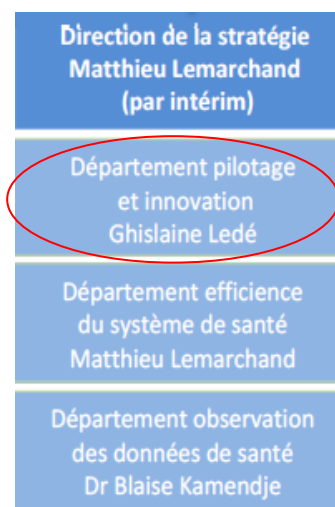 Direction de la stratégie
Matthieu Lemarchand
(par intérim)
Département pilotage
et innovation
Ghislaine Ledé
Département efficience
du système de santé
Matthieu Lemarchand
Département observation
des données de santé
Dr Blaise Kamendje